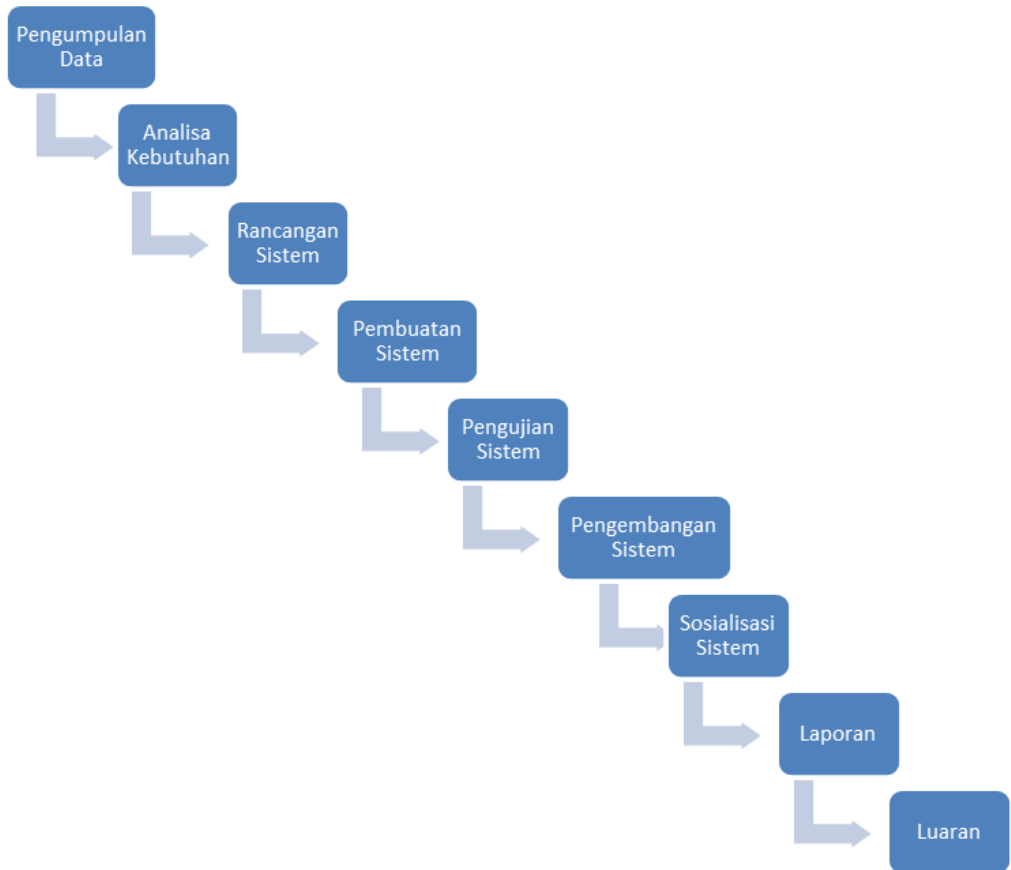 Pengumpulan
Data
Analisa
Kebutuhan
Rancangan
Sistem
Pembuatan
Sistem
Pengujian
Sistem
Pengembangan
Sistem
Sosialisasi
Sistem
Laporan
Luaran